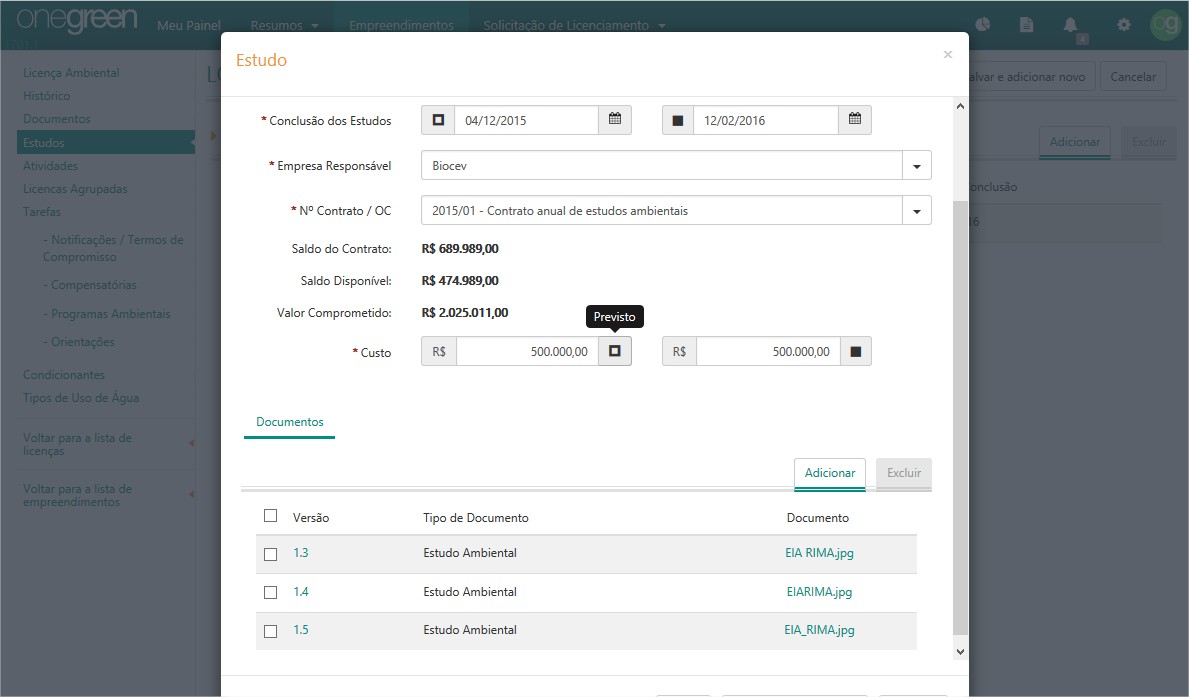 onegreen
Meu Painel
Resumos
Empreendimentos
Solicitação de Licenciamento
4
og
Licença Ambiental
Histórico
Documentos
Estudos
Atividades
Licencas Agrupadas
Tarefas
- Notificações / Termos de
Compromisso
- Compensatórias
- Programas Ambientais
- Orientações
Condicionantes
Tipos de Uso de Água
Voltar para a lista de
licenças
Voltar para a lista de
empreendimentos
alvar e adicionar novo
Cancelar
Adicionar
Excluir
onclusão
16
Estudo
×
* Conclusão dos Estudos
04/12/2015
12/02/2016
* Empresa Responsável
Biocev
* Nº Contrato / OC
2015/01 - Contrato anual de estudos ambientais
Saldo do Contrato:
R$ 689.989,00
Saldo Disponível:
R$ 474.989,00
Valor Comprometido:
R$ 2.025.011,00
Previsto
* Custo
R$
500.000,00
R$
500.000,00
Documentos
Adicionar
Excluir
Versão
Tipo de Documento
Documento
1.3
Estudo Ambiental
EIA RIMA.jpg
1.4
Estudo Ambiental
EIARIMA.jpg
1.5
Estudo Ambiental
EIA_RIMA.jpg